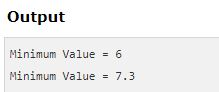 Output
Minimum Value = 6
Minimum Value = 7.3